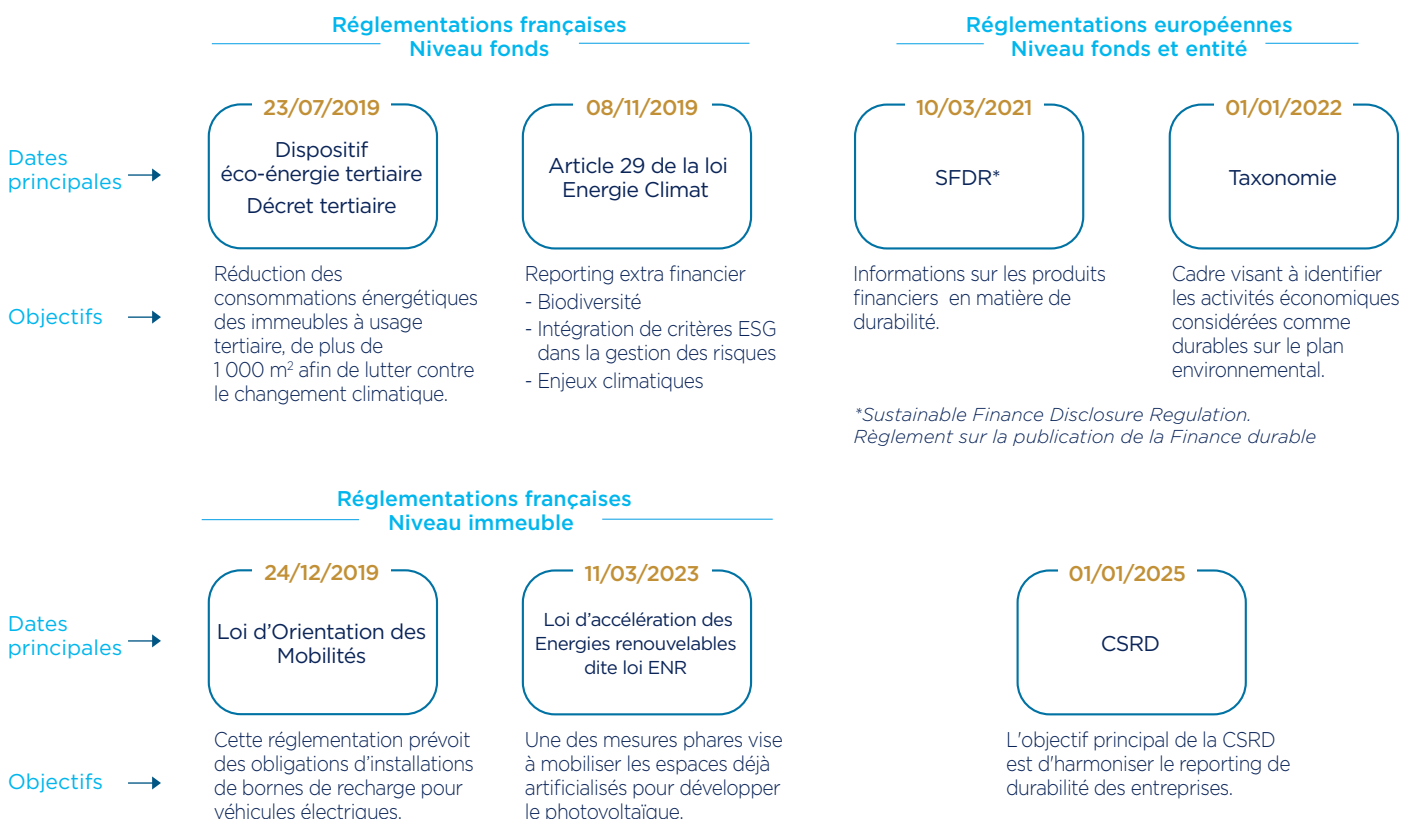 Réglementations françaises
Niveau fonds
Réglementations européennes
Niveau fonds et entité
Dates
principales
23/07/2019
Dispositif
éco-énergie tertiaire
Décret tertiaire
08/11/2019
Article 29 de la loi
Energie Climat
10/03/2021
SFDR*
01/01/2022
Taxonomie
Objectifs
Réduction des
consommations énergétiques
des immeubles à usage
tertiaire, de plus de
1 000 m² afin de lutter contre
le changement climatique.
Reporting extra financier
- Biodiversité
- Intégration de critères ESG
dans la gestion des risques
- Enjeux climatiques
Informations sur les produits
financiers en matière de
durabilité.
Cadre visant à identifier
les activités économiques
considérées comme
durables sur le plan
environnemental.
*Sustainable Finance Disclosure Regulation.
Règlement sur la publication de la Finance durable
Réglementations françaises
Niveau immeuble
Dates
principales
24/12/2019
Loi d'Orientation des
Mobilités
11/03/2023
Loi d'accélération des
Energies renouvelables
dite loi ENR
01/01/2025
CSRD
Objectifs
Cette réglementation prévoit
des obligations d'installations
de bornes de recharge pour
véhicules électriques.
Une des mesures phares vise
à mobiliser les espaces déjà
artificialisés pour développer
le photovoltaïque.
L'objectif principal de la CSRD
est d'harmoniser le reporting de
durabilité des entreprises.